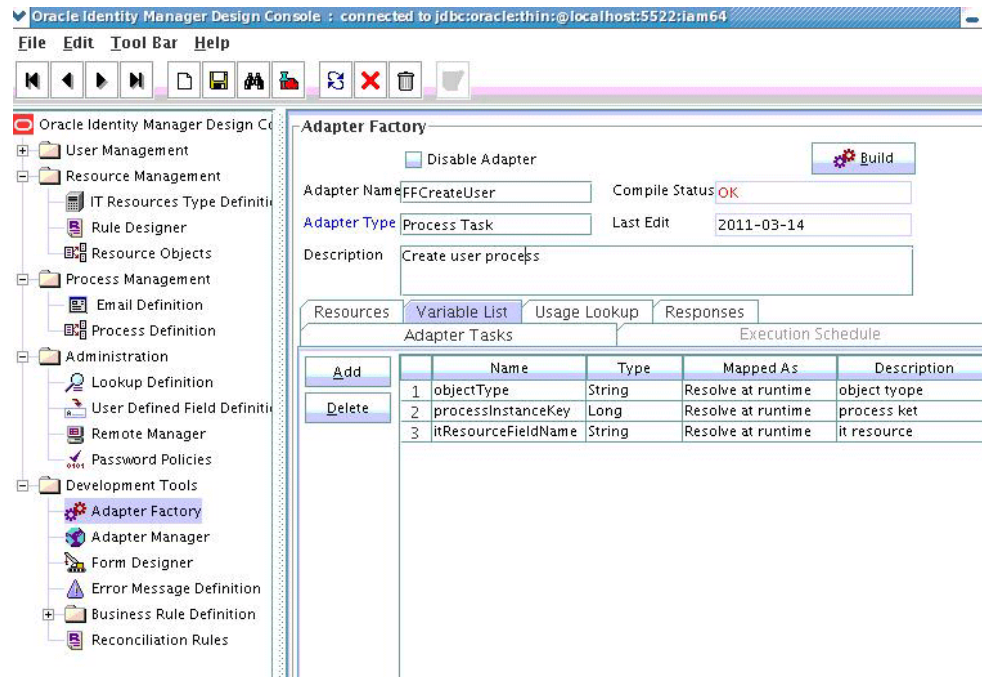 Oracle Identity Manager Design Console : connected to jdbc:oracle:thin:@localhost:5522:iam64
File Edit Tool Bar Help
Oracle Identity Manager Design Co
User Management
Resource Management
IT Resources Type Definiti
Rule Designer
Resource Objects
Process Management
Email Definition
Process Definition
Administration
Lookup Definition
User Defined Field Definiti
Remote Manager
Password Policies
Development Tools
Adapter Factory
Adapter Manager
Form Designer
Error Message Definition
Business Rule Definition
Reconciliation Rules
Adapter Factory
Disable Adapter
Build
Adapter Name FFCreateUser Compile Status OK
Adapter Type Process Task Last Edit 2011-03-14
Description Create user process
Resources Variable List Usage Lookup Responses
Adapter Tasks Execution Schedule
Add
Delete
Name Type Mapped As Description
1 objectType String Resolve at runtime object tyope
2 processInstanceKey Long Resolve at runtime process ket
3 itResourceFieldName String Resolve at runtime it resource